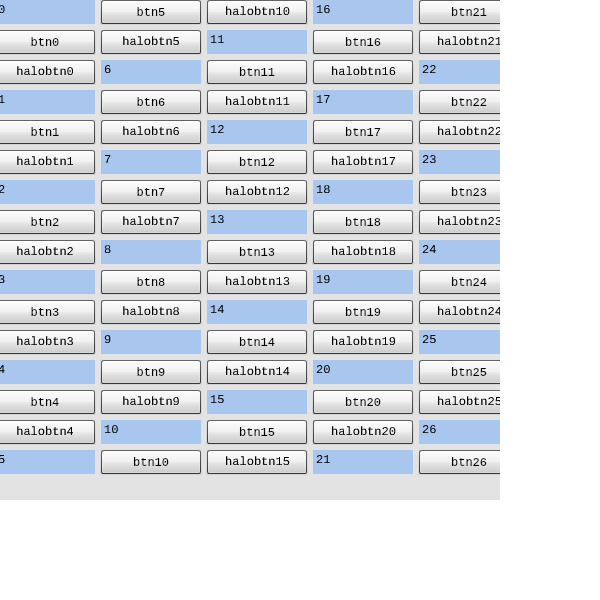 0
btn0
halobtn0
1
btn1
halobtn1
2
btn2
halobtn2
3
btn3
halobtn3
4
btn4
halobtn4
5
btn5
halobtn5
6
btn6
halobtn6
7
btn7
halobtn7
8
btn8
halobtn8
9
btn9
halobtn9
10
btn10
halobtn10
11
btn11
halobtn11
12
btn12
halobtn12
13
btn13
halobtn13
14
btn14
halobtn14
15
btn15
halobtn15
16
btn16
halobtn16
17
btn17
halobtn17
18
btn18
halobtn18
19
btn19
halobtn19
20
btn20
halobtn20
21
btn21
halobtn21
22
btn22
halobtn22
23
btn23
halobtn23
24
btn24
halobtn24
25
btn25
halobtn25
26
btn26